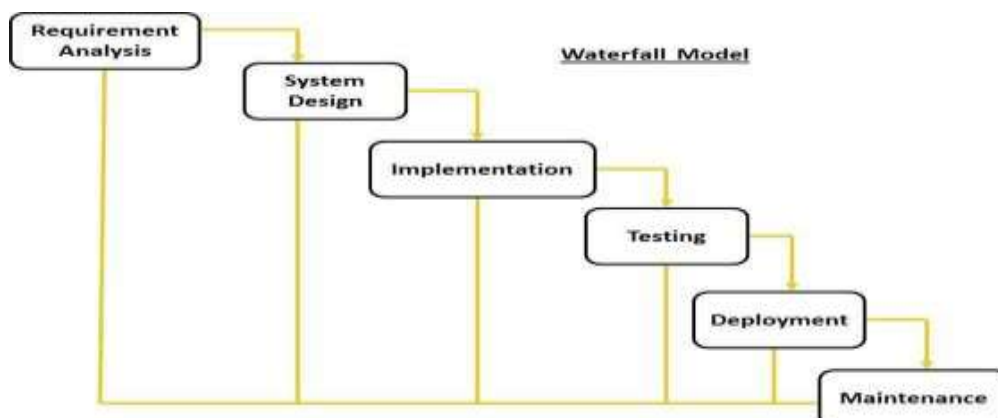 Requirement
Analysis
Waterfall Model
System
Design
Implementation
Testing
Deployment
Maintenance